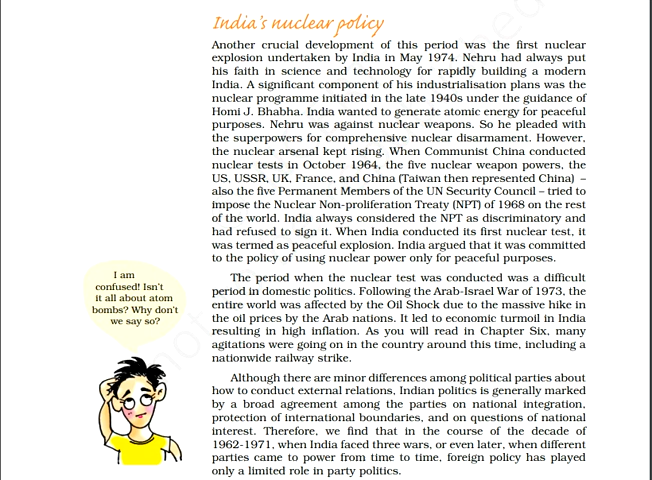 India's nuclear policy
Another crucial development of this period was the first nuclear
explosion undertaken by India in May 1974. Nehru had always put
his faith in science and technology for rapidly building a modern
India. A significant component of his industrialisation plans was the
nuclear programme initiated in the late 1940s under the guidance of
Homi J. Bhabha. India wanted to generate atomic energy for peaceful
purposes. Nehru was against nuclear weapons. So he pleaded with
the superpowers for comprehensive nuclear disarmament. However,
the nuclear arsenal kept rising. When Communist China conducted
nuclear tests in October 1964, the five nuclear weapon powers, the
US, USSR, UK, France, and China (Taiwan then represented China) –
also the five Permanent Members of the UN Security Council – tried to
impose the Nuclear Non-proliferation Treaty (NPT) of 1968 on the rest
of the world. India always considered the NPT as discriminatory and
had refused to sign it. When India conducted its first nuclear test, it
was termed as peaceful explosion. India argued that it was committed
to the policy of using nuclear power only for peaceful purposes.
The period when the nuclear test was conducted was a difficult
period in domestic politics. Following the Arab-Israel War of 1973, the
entire world was affected by the Oil Shock due to the massive hike in
the oil prices by the Arab nations. It led to economic turmoil in India
resulting in high inflation. As you will read in Chapter Six, many
agitations were going on in the country around this time, including a
nationwide railway strike.
Although there are minor differences among political parties about
how to conduct external relations, Indian politics is generally marked
by a broad agreement among the parties on national integration,
protection of international boundaries, and on questions of national
interest. Therefore, we find that in the course of the decade of
1962-1971, when India faced three wars, or even later, when different
parties came to power from time to time, foreign policy has played
only a limited role in party politics.
I am
confused! Isn't
it all about atom
bombs? Why don't
we say so?